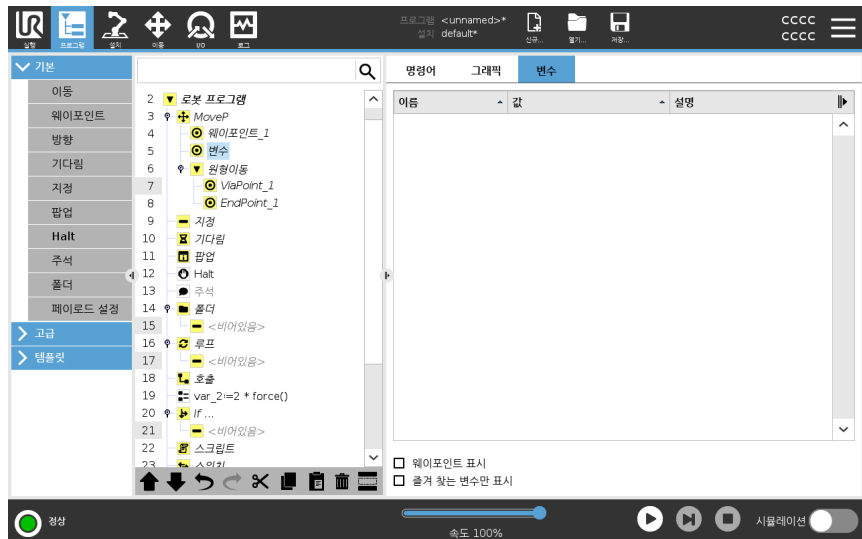 UR
실행
프로그램
설치
이동
I/O
로그
프로그램 <unnamed>*
설치 default*
신규...
열기...
저장...
CCCC
CCCC
기본
이동
웨이포인트
방향
기다림
지정
팝업
Halt
주석
폴더
페이로드 설정
고급
템플릿
2 로봇 프로그램
3 MoveP
4 웨이포인트_1
5 변수
6 원형이동
7 ViaPoint_1
8 EndPoint_1
9 지정
10 기다림
11 팝업
12 Halt
13 주석
14 폴더
15 <비어있음>
16 루프
17 <비어있음>
18 호출
19 var_2≔2 * force()
20 If ...
21 <비어있음>
22 스크립트
23 스위치
명령어 그래픽 변수
이름 값 설명
웨이포인트 표시
즐겨 찾는 변수만 표시
정상
속도 100%
시뮬레이션